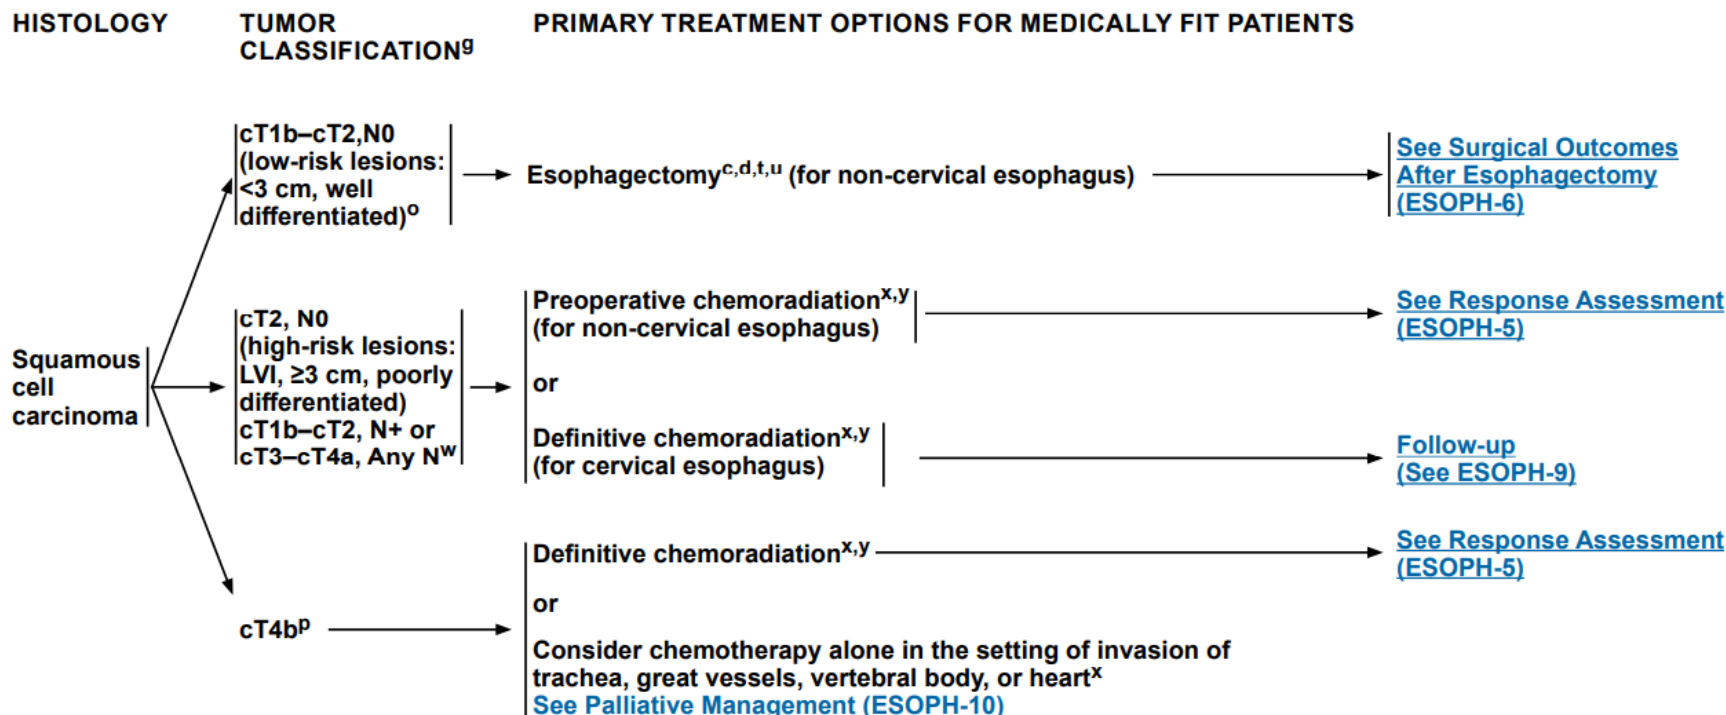 HISTOLOGY
TUMOR
CLASSIFICATIONg
PRIMARY TREATMENT OPTIONS FOR MEDICALLY FIT PATIENTS
Squamous
cell
carcinoma
cT1b–cT2,N0
(low-risk lesions:
<3 cm, well
differentiated)o
Esophagectomyc,d,t,u (for non-cervical esophagus)
See Surgical Outcomes
After Esophagectomy
(ESOPH-6)
cT2, N0
(high-risk lesions:
LVI, ≥3 cm, poorly
differentiated)
cT1b–cT2, N+ or
cT3–cT4a, Any Nw
Preoperative chemoradiationx,y
(for non-cervical esophagus)
See Response Assessment
(ESOPH-5)
or
Definitive chemoradiationx,y
(for cervical esophagus)
Follow-up
(See ESOPH-9)
cT4bp
Definitive chemoradiationx,y
See Response Assessment
(ESOPH-5)
or
Consider chemotherapy alone in the setting of invasion of
trachea, great vessels, vertebral body, or heartx
See Palliative Management (ESOPH-10)